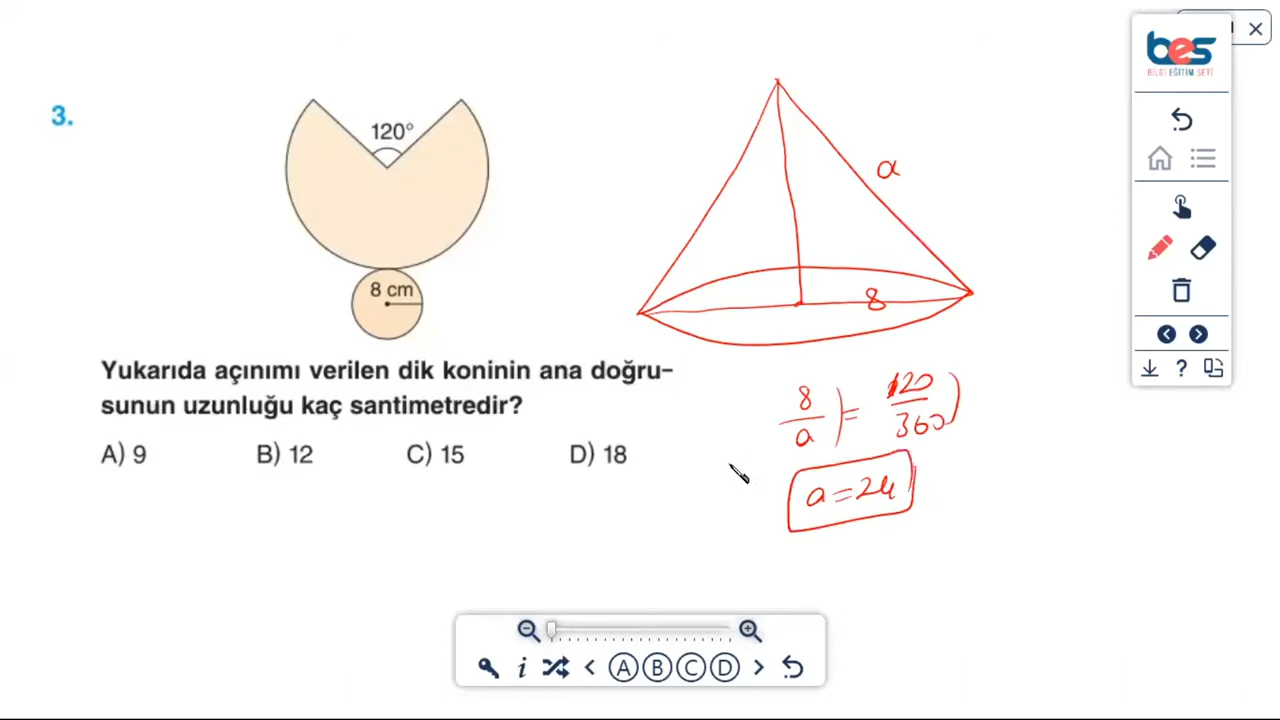 bes
BİLGİ EĞİTİM SETİ
3.
120°
8 cm
a
8
Yukarıda açınımı verilen dik koninin ana doğru-
sunun uzunluğu kaç santimetredir?
A) 9 B) 12 C) 15 D) 18
8/a = 120/360
a = 24
A B C D